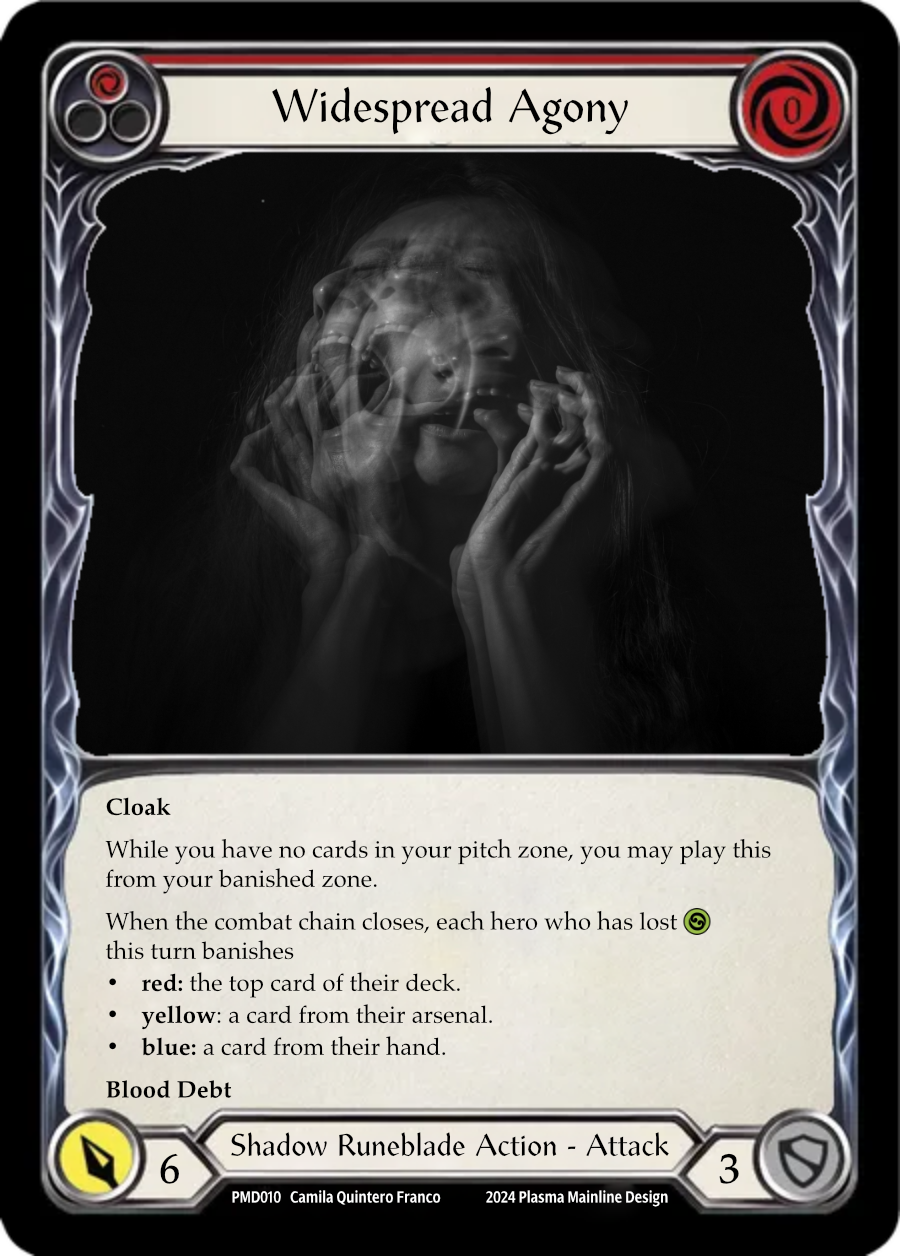 Widespread Agony
0
Cloak
While you have no cards in your pitch zone, you may play this
from your banished zone.
When the combat chain closes, each hero who has lost
this turn banishes
• red: the top card of their deck.
• yellow: a card from their arsenal.
• blue: a card from their hand.
Blood Debt
6
Shadow Runeblade Action - Attack
3
PMD010 Camila Quintero Franco 2024 Plasma Mainline Design